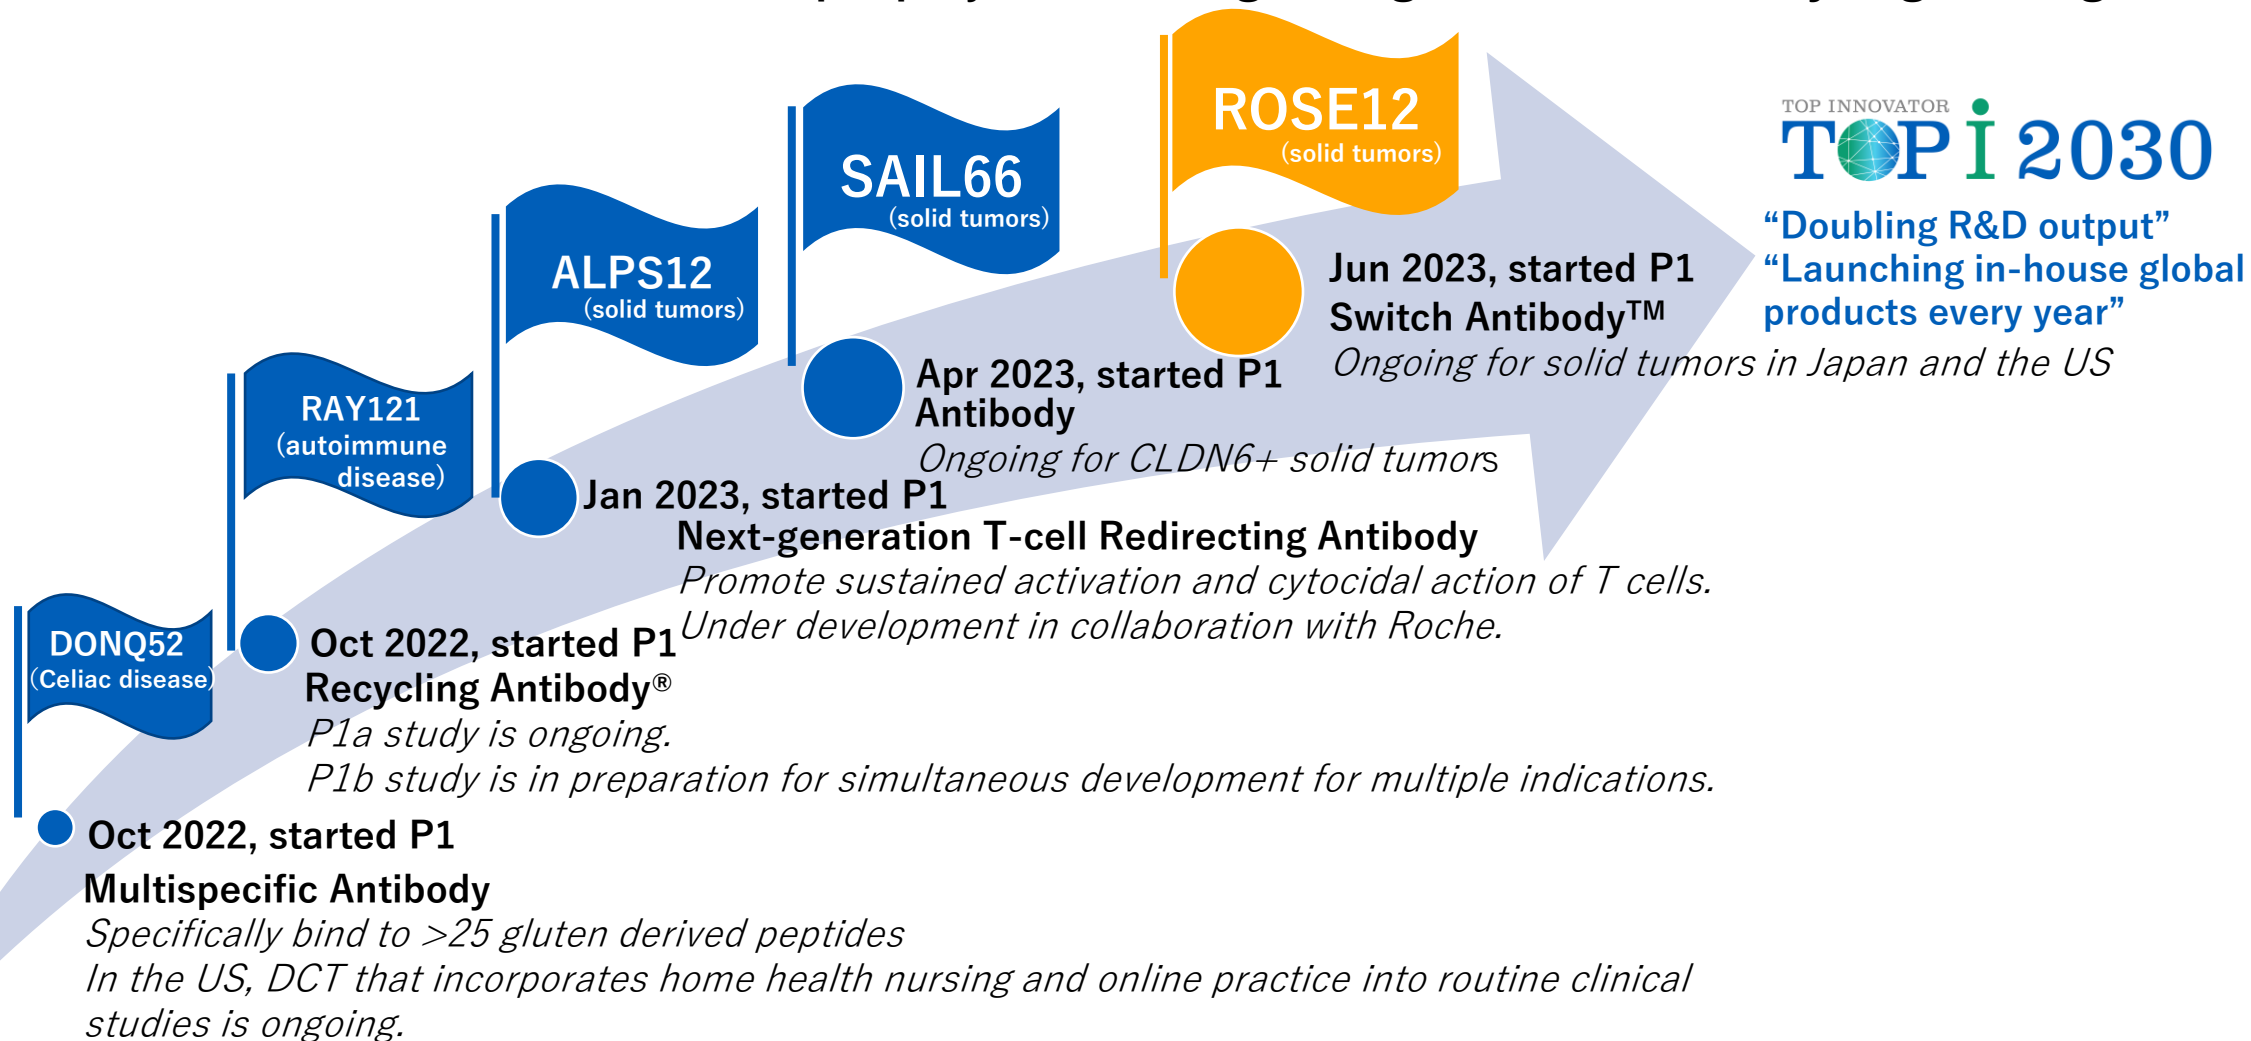 ROSE12
(solid tumors)
SAIL66
(solid tumors)
ALPS12
(solid tumors)
RAY121
(autoimmune
disease)
DONQ52
(Celiac disease)
TOP INNOVATOR
TOP i 2030
“Doubling R&D output”
“Launching in-house global
products every year”
Jun 2023, started P1
Switch Antibody™
Ongoing for solid tumors in Japan and the US
Apr 2023, started P1
Antibody
Ongoing for CLDN6+ solid tumors
Jan 2023, started P1
Next-generation T-cell Redirecting Antibody
Promote sustained activation and cytocidal action of T cells.
Under development in collaboration with Roche.
Oct 2022, started P1
Recycling Antibody®
P1a study is ongoing.
P1b study is in preparation for simultaneous development for multiple indications.
Oct 2022, started P1
Multispecific Antibody
Specifically bind to >25 gluten derived peptides
In the US, DCT that incorporates home health nursing and online practice into routine clinical
studies is ongoing.